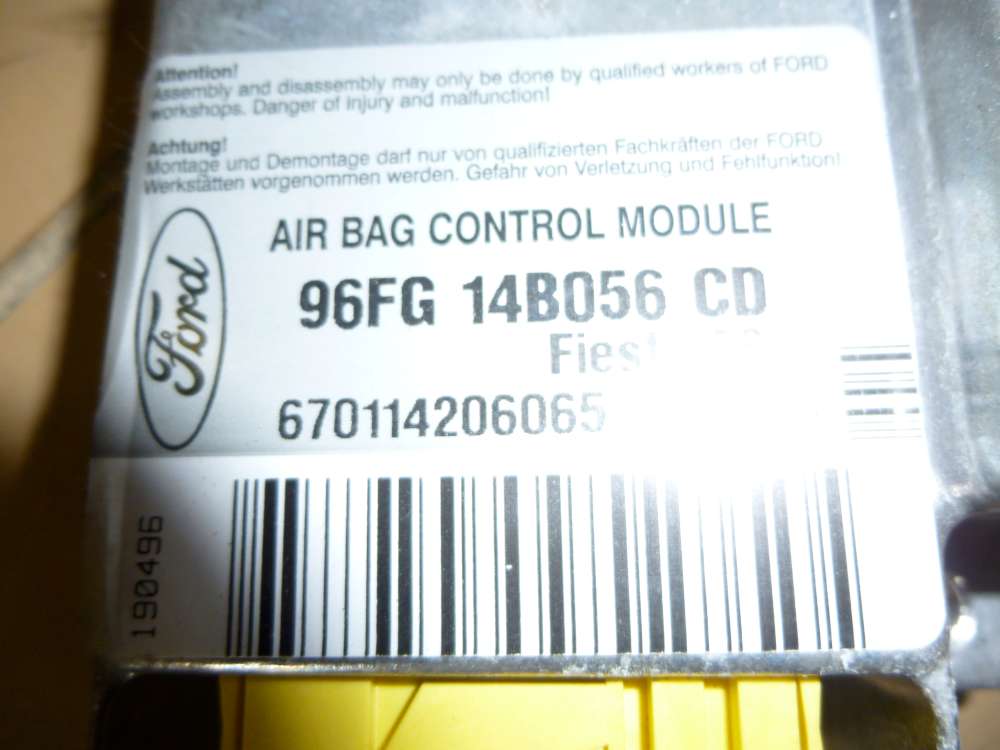 Attention!
Assembly and disassembly may only be done by qualified workers of FORD
workshops. Danger of injury and malfunction!
Achtung!
Montage und Demontage darf nur von qualifizierten Fachkräften der FORD
Werkstätten vorgenommen werden. Gefahr von Verletzung und Fehlfunktion!
Ford
AIR BAG CONTROL MODULE
96FG 14B056 CD
670114206065
190496